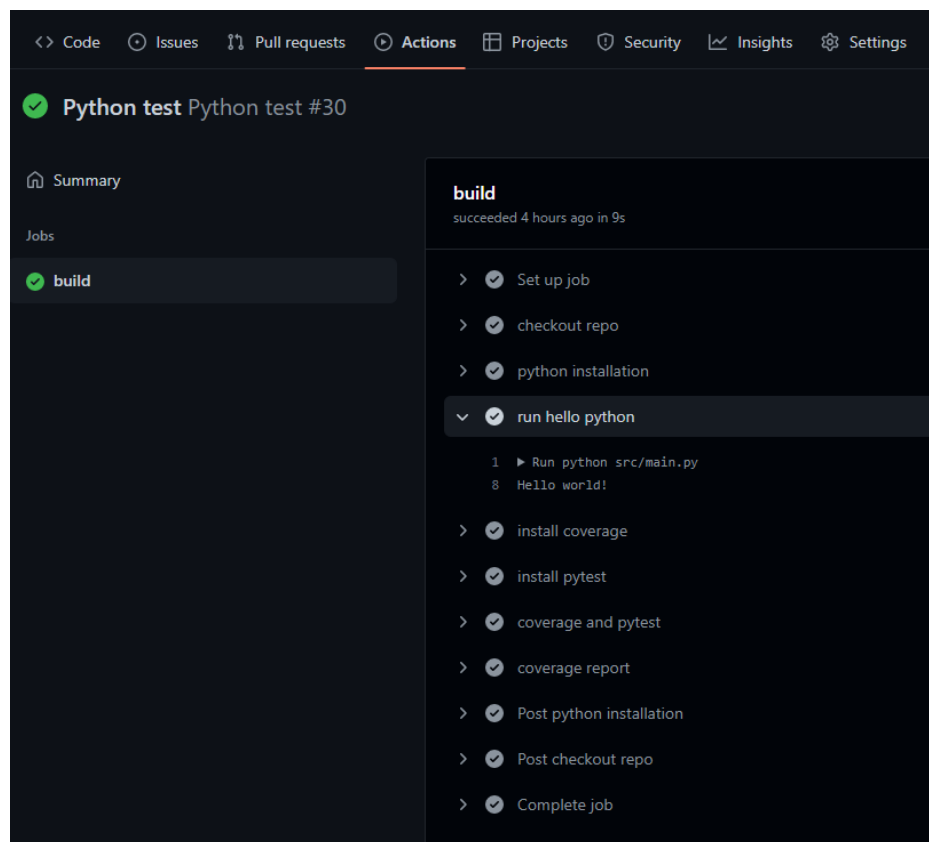 Code Issues Pull requests Actions Projects Security Insights Settings
Python test Python test #30
Summary
Jobs
build
build
succeeded 4 hours ago in 9s
Set up job
checkout repo
python installation
run hello python
1 Run python src/main.py
8 Hello world!
install coverage
install pytest
coverage and pytest
coverage report
Post python installation
Post checkout repo
Complete job